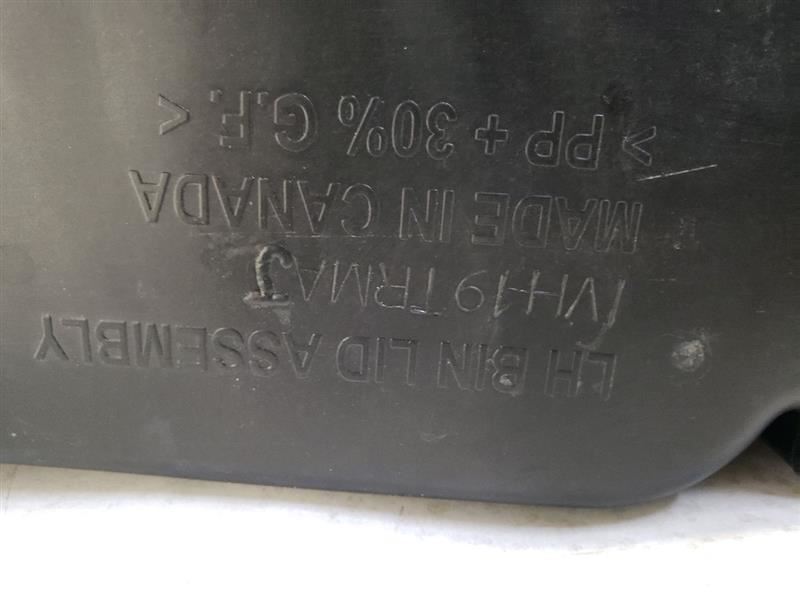 LH BIN LID ASSEMBLY
MADE IN CANADA
> PP + 30% G.F. <